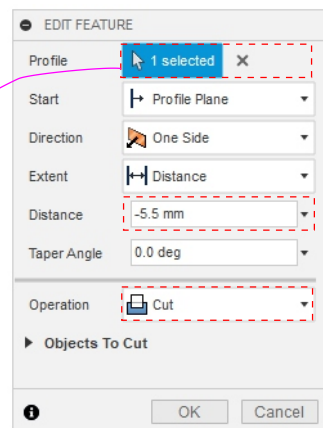 EDIT FEATURE
Profile 1 selected
Start Profile Plane
Direction One Side
Extent Distance
Distance -5.5 mm
Taper Angle 0.0 deg
Operation Cut
Objects To Cut
OK Cancel